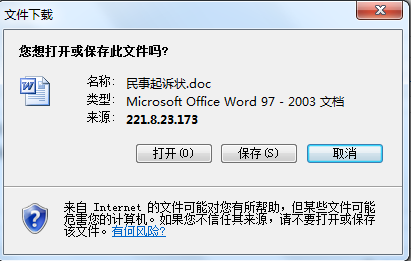 文件下载
您想打开或保存此文件吗?
名称: 民事起诉状.doc
类型: Microsoft Office Word 97 - 2003 文档
来源: 221.8.23.173
打开(O) 保存(S) 取消
来自 Internet 的文件可能对您有所帮助，但某些文件可能
危害您的计算机。如果您不信任其来源，请不要打开或保存
该文件。有何风险?